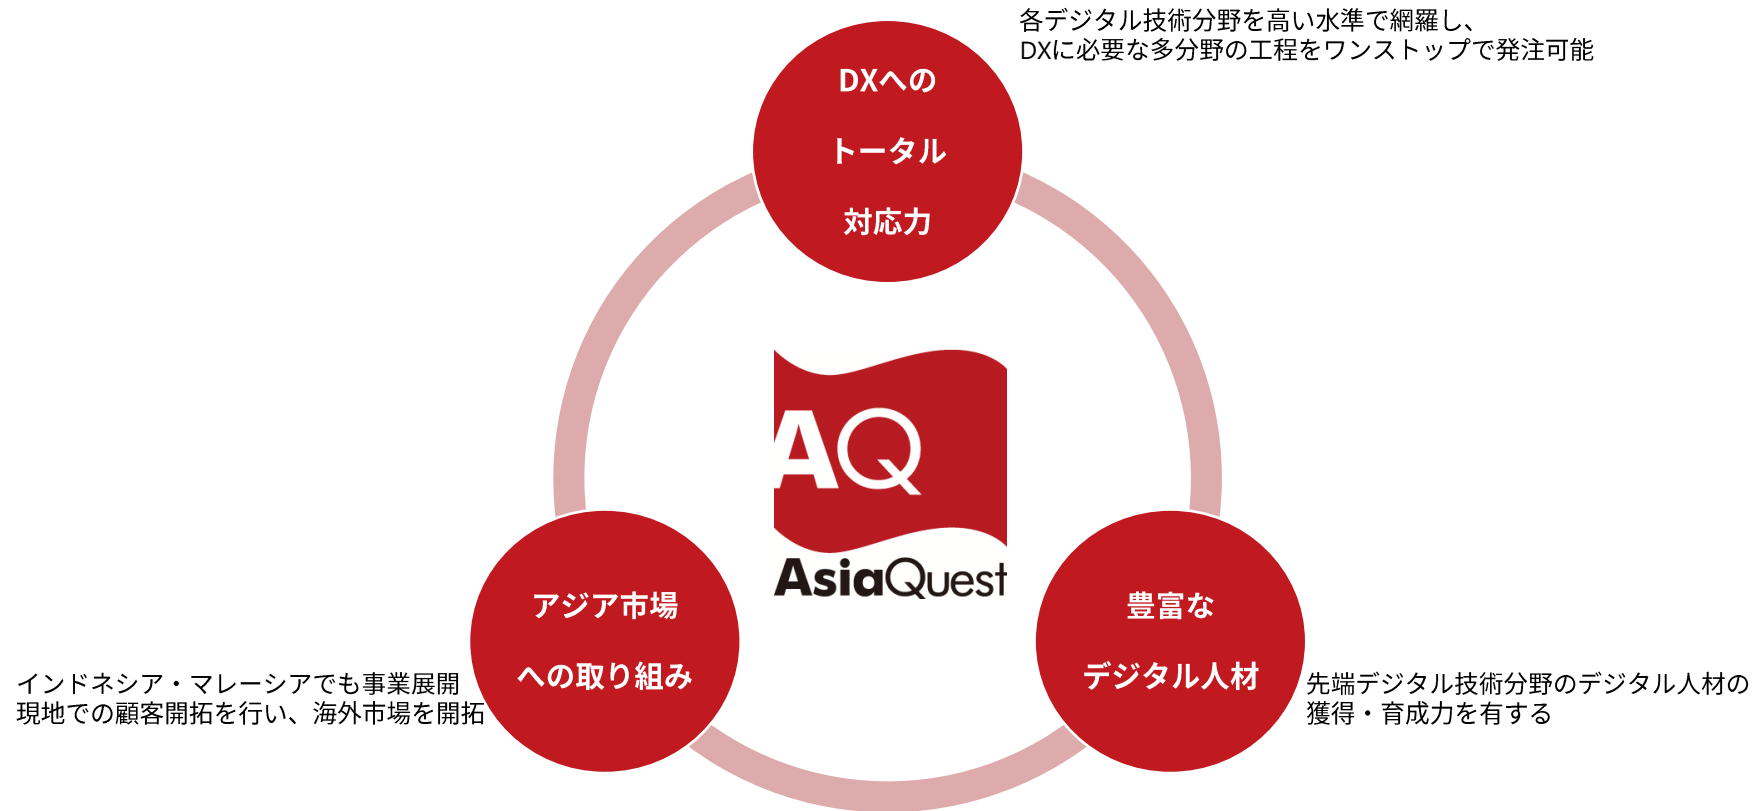 各デジタル技術分野を高い水準で網羅し、
DXに必要な多分野の工程をワンストップで発注可能
DXへの
トータル
対応力
AQ
AsiaQuest
アジア市場
への取り組み
インドネシア・マレーシアでも事業展開
現地での顧客開拓を行い、海外市場を開拓
豊富な
デジタル人材
先端デジタル技術分野のデジタル人材の
獲得・育成力を有する